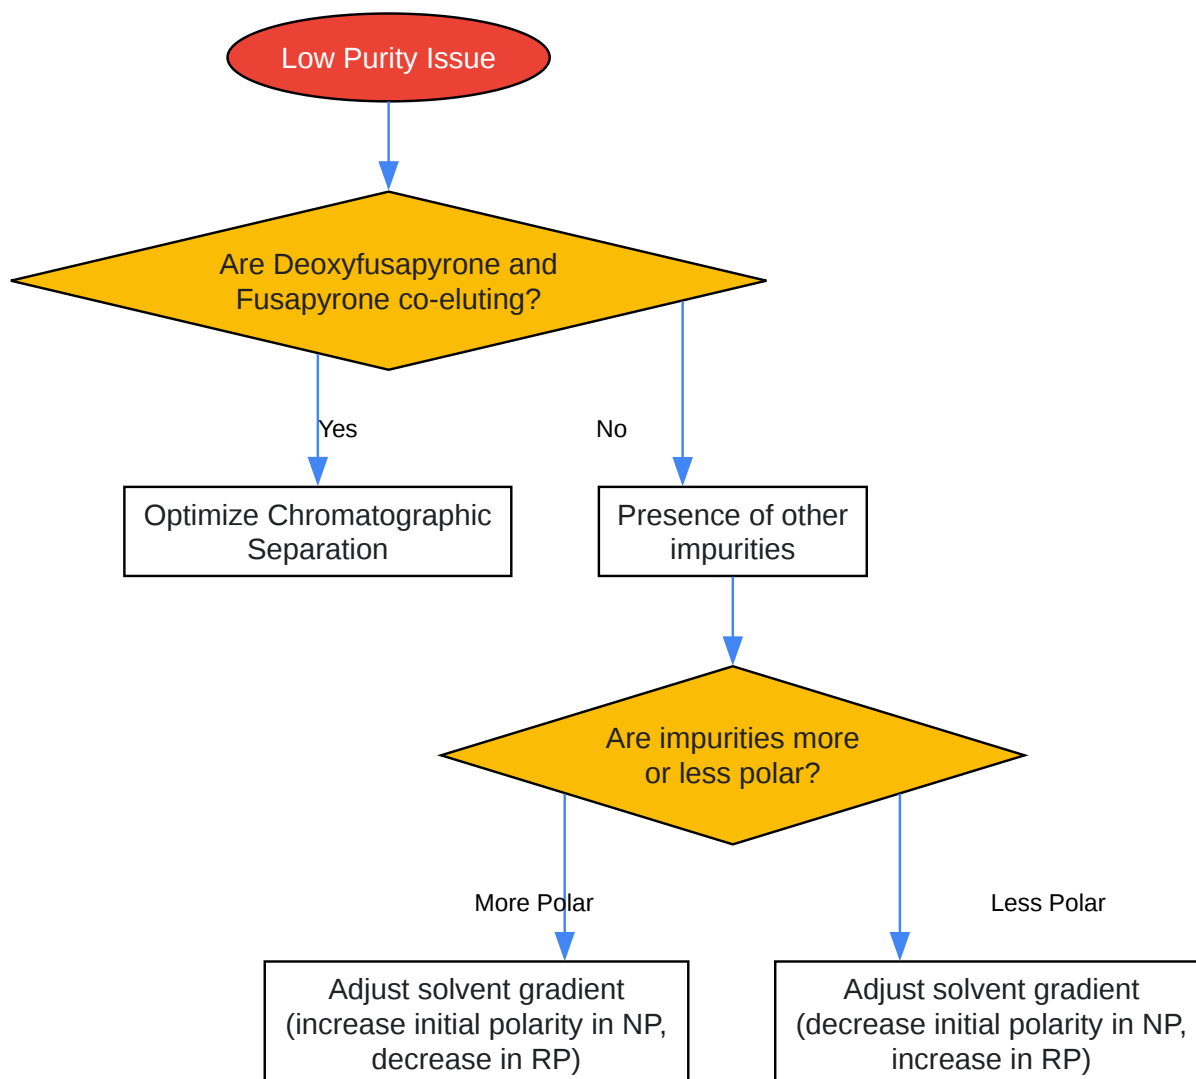 Low Purity Issue
Are Deoxyfusapyrone and
Fusapyrone co-eluting?
Yes
No
Optimize Chromatographic
Separation
Presence of other
impurities
Are impurities more
or less polar?
More Polar
Less Polar
Adjust solvent gradient
(increase initial polarity in NP,
decrease in RP)
Adjust solvent gradient
(decrease initial polarity in NP,
increase in RP)